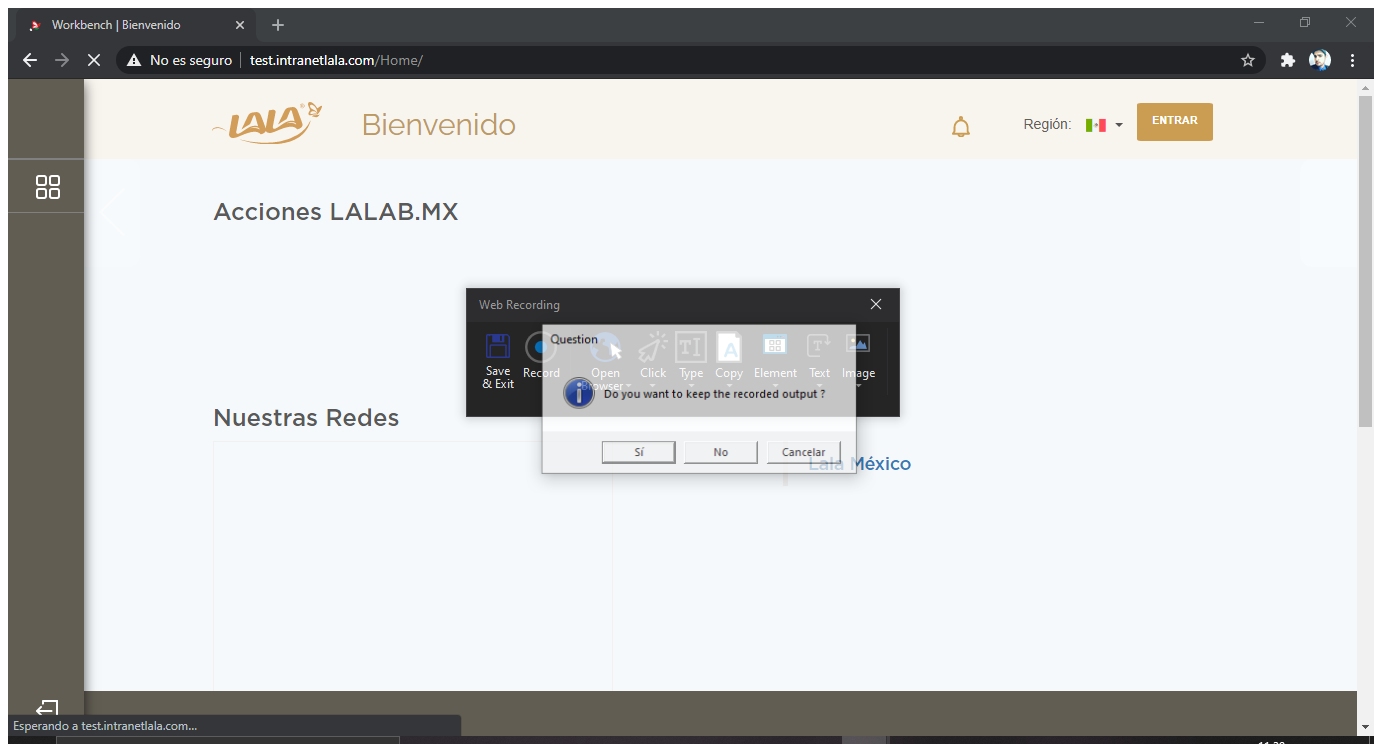 Workbench | Bienvenido
No es seguro | test.intranetlala.com/Home/
LALA®
Bienvenido
Región:
ENTRAR
Acciones LALAB.MX
Web Recording
Question
Save
& Exit
Record
Open
Browser
Click
Type
Copy
Element
Text
Image
Do you want to keep the recorded output ?
Nuestras Redes
Sí
No
Cancelar
Lala México
Esperando a test.intranetlala.com...